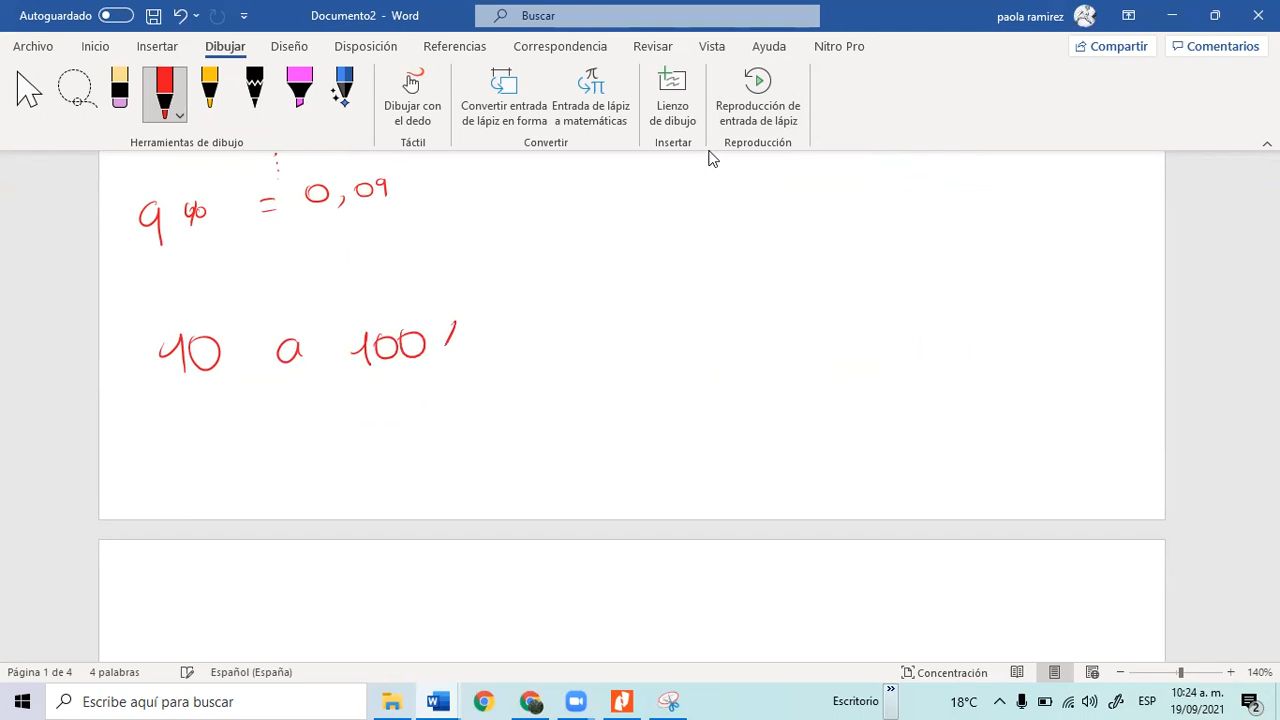 Autoguardado Documento2 - Word Buscar paola ramirez
Archivo Inicio Insertar Dibujar Diseño Disposición Referencias Correspondencia Revisar Vista Ayuda Nitro Pro Compartir Comentarios
Dibujar con el dedo
Convertir entrada de lápiz en forma
Entrada de lápiz a matemáticas
Lienzo de dibujo
Reproducción de entrada de lápiz
Herramientas de dibujo Táctil Convertir Insertar Reproducción
9 % = 0,09
10 a 100 /
Página 1 de 4 4 palabras Español (España) Concentración 140%
Escribe aquí para buscar Escritorio » 18°C ESP 10:24 a. m.
19/09/2021 2